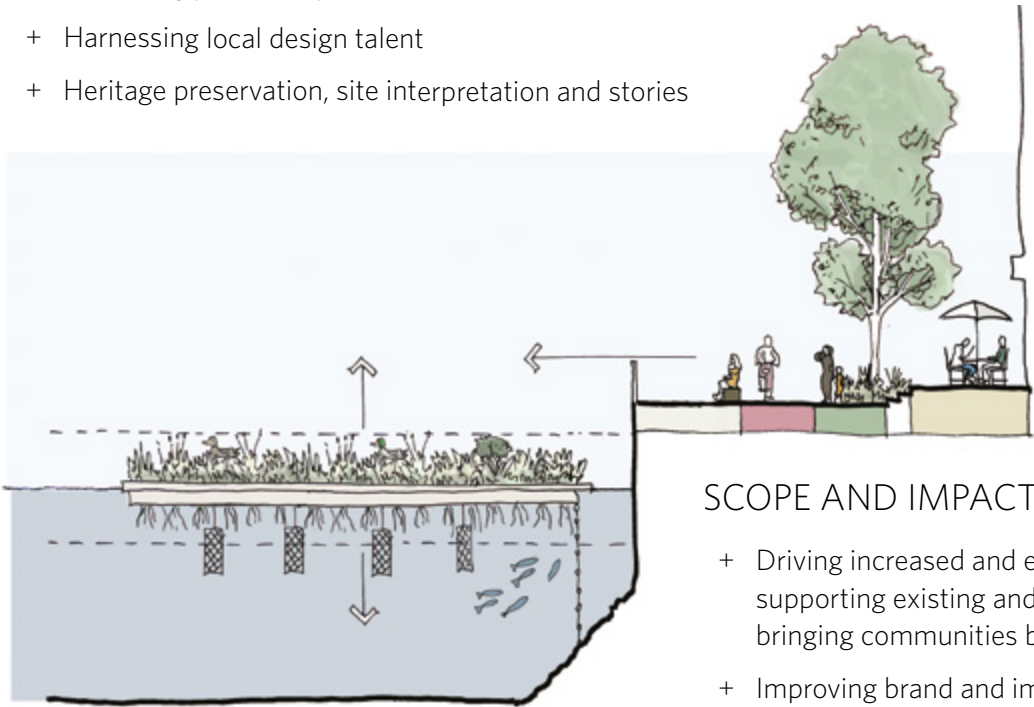 + Harnessing local design talent
+ Heritage preservation, site interpretation and stories
SCOPE AND IMPACT
+ Driving increased and e
supporting existing and
bringing communities b
+ Improving brand and im